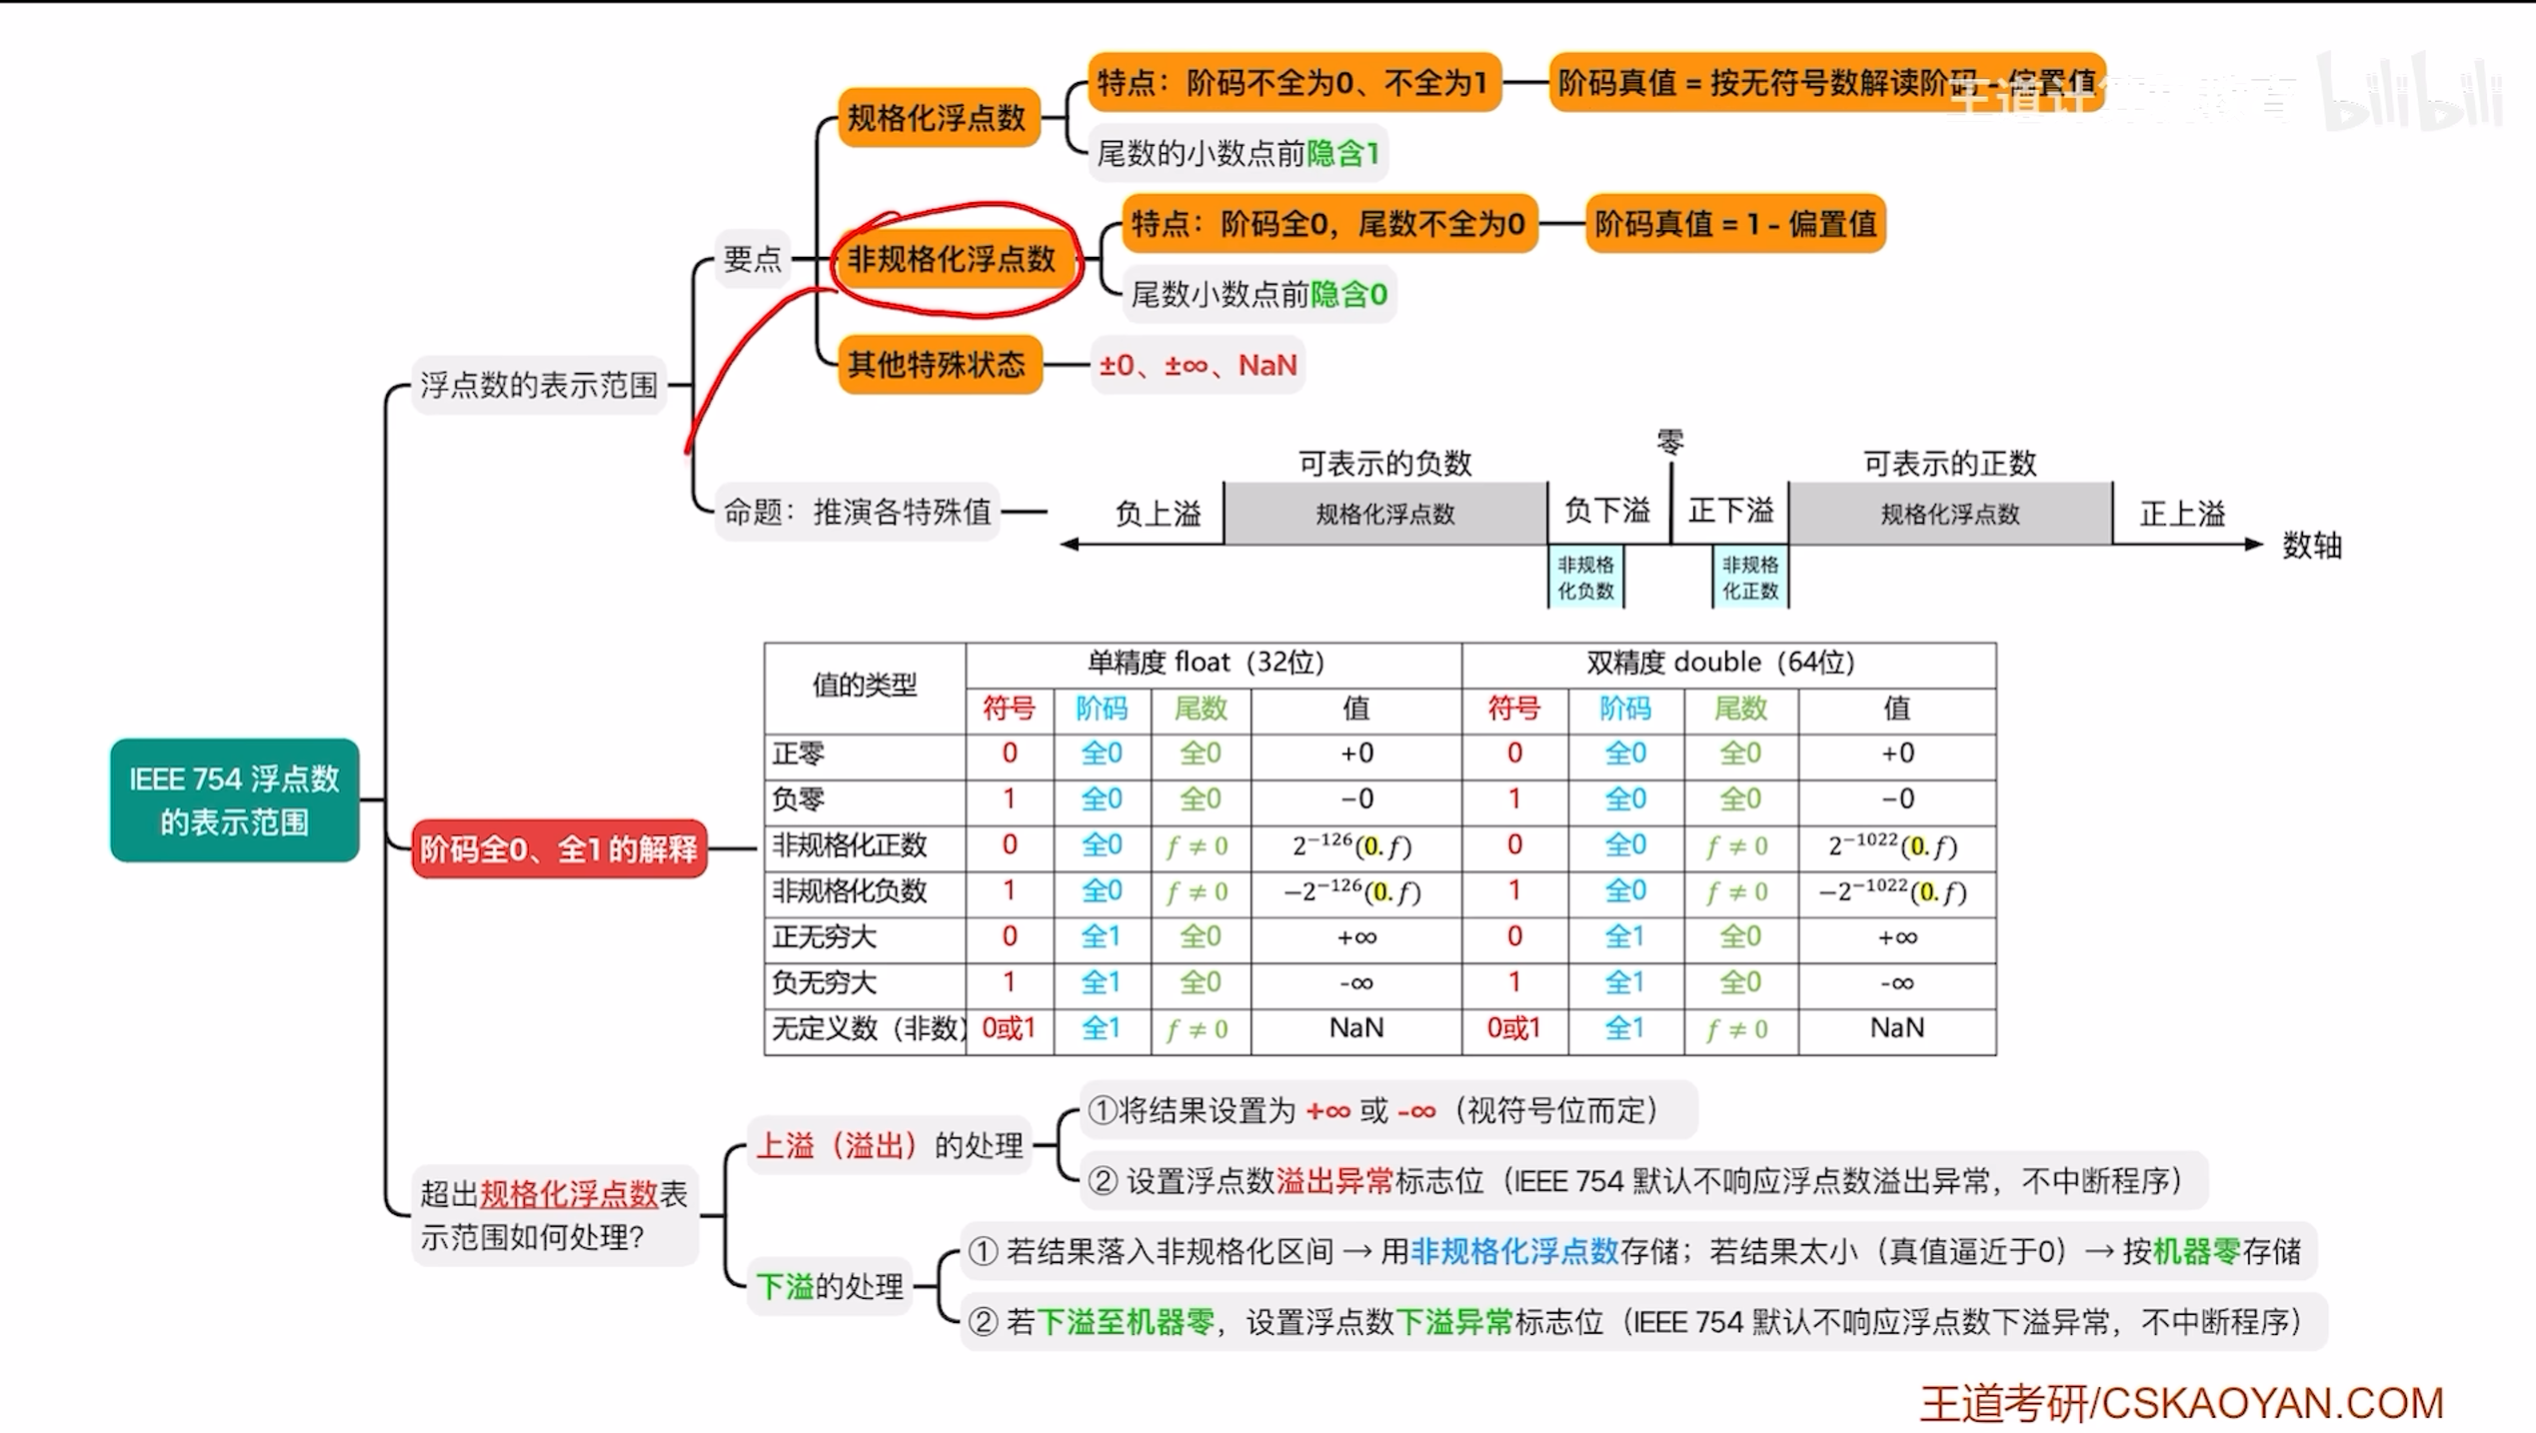 特点：阶码不全为0、不全为1
阶码真值 = 按无符号数解读阶码 - 偏置值
王道计算机教育
bilibili
规格化浮点数
尾数的小数点前隐含1
特点：阶码全0，尾数不全为0
阶码真值 = 1 - 偏置值
要点
非规格化浮点数
尾数小数点前隐含0
其他特殊状态
±0、±∞、NaN
浮点数的表示范围
命题：推演各特殊值
零
可表示的负数
可表示的正数
负上溢
规格化浮点数
负下溢
正下溢
规格化浮点数
正上溢
数轴
非规格
化负数
非规格
化正数
IEEE 754 浮点数
的表示范围
阶码全0、全1 的解释
值的类型 单精度 float（32位） 双精度 double（64位）
符号 阶码 尾数 值 符号 阶码 尾数 值
正零 0 全0 全0 +0 0 全0 全0 +0
负零 1 全0 全0 −0 1 全0 全0 −0
非规格化正数 0 全0 f ≠ 0 2⁻¹²⁶(0.f) 0 全0 f ≠ 0 2⁻¹⁰²²(0.f)
非规格化负数 1 全0 f ≠ 0 −2⁻¹²⁶(0.f) 1 全0 f ≠ 0 −2⁻¹⁰²²(0.f)
正无穷大 0 全1 全0 +∞ 0 全1 全0 +∞
负无穷大 1 全1 全0 -∞ 1 全1 全0 -∞
无定义数（非数） 0或1 全1 f ≠ 0 NaN 0或1 全1 f ≠ 0 NaN
超出规格化浮点数表
示范围如何处理？
上溢（溢出）的处理
①将结果设置为 +∞ 或 -∞（视符号位而定）
② 设置浮点数溢出异常标志位（IEEE 754 默认不响应浮点数溢出异常，不中断程序）
下溢的处理
① 若结果落入非规格化区间 → 用非规格化浮点数存储；若结果太小（真值逼近于0）→ 按机器零存储
② 若下溢至机器零，设置浮点数下溢异常标志位（IEEE 754 默认不响应浮点数下溢异常，不中断程序）
王道考研/CSKAOYAN.COM